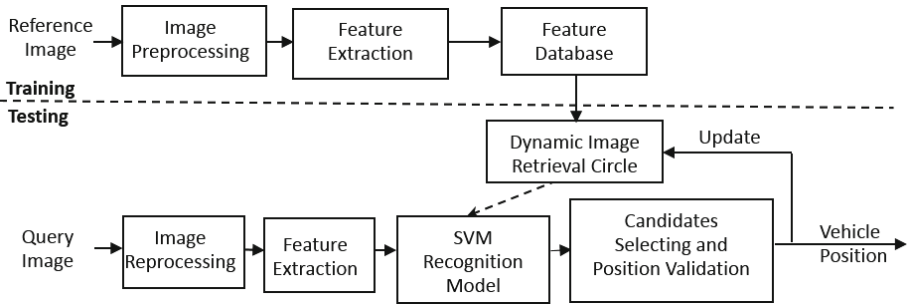 Reference
Image
Image
Preprocessing
Feature
Extraction
Feature
Database
Training
Testing
Dynamic Image
Retrieval Circle
Update
Query
Image
Image
Reprocessing
Feature
Extraction
SVM
Recognition
Model
Candidates
Selecting and
Position Validation
Vehicle
Position